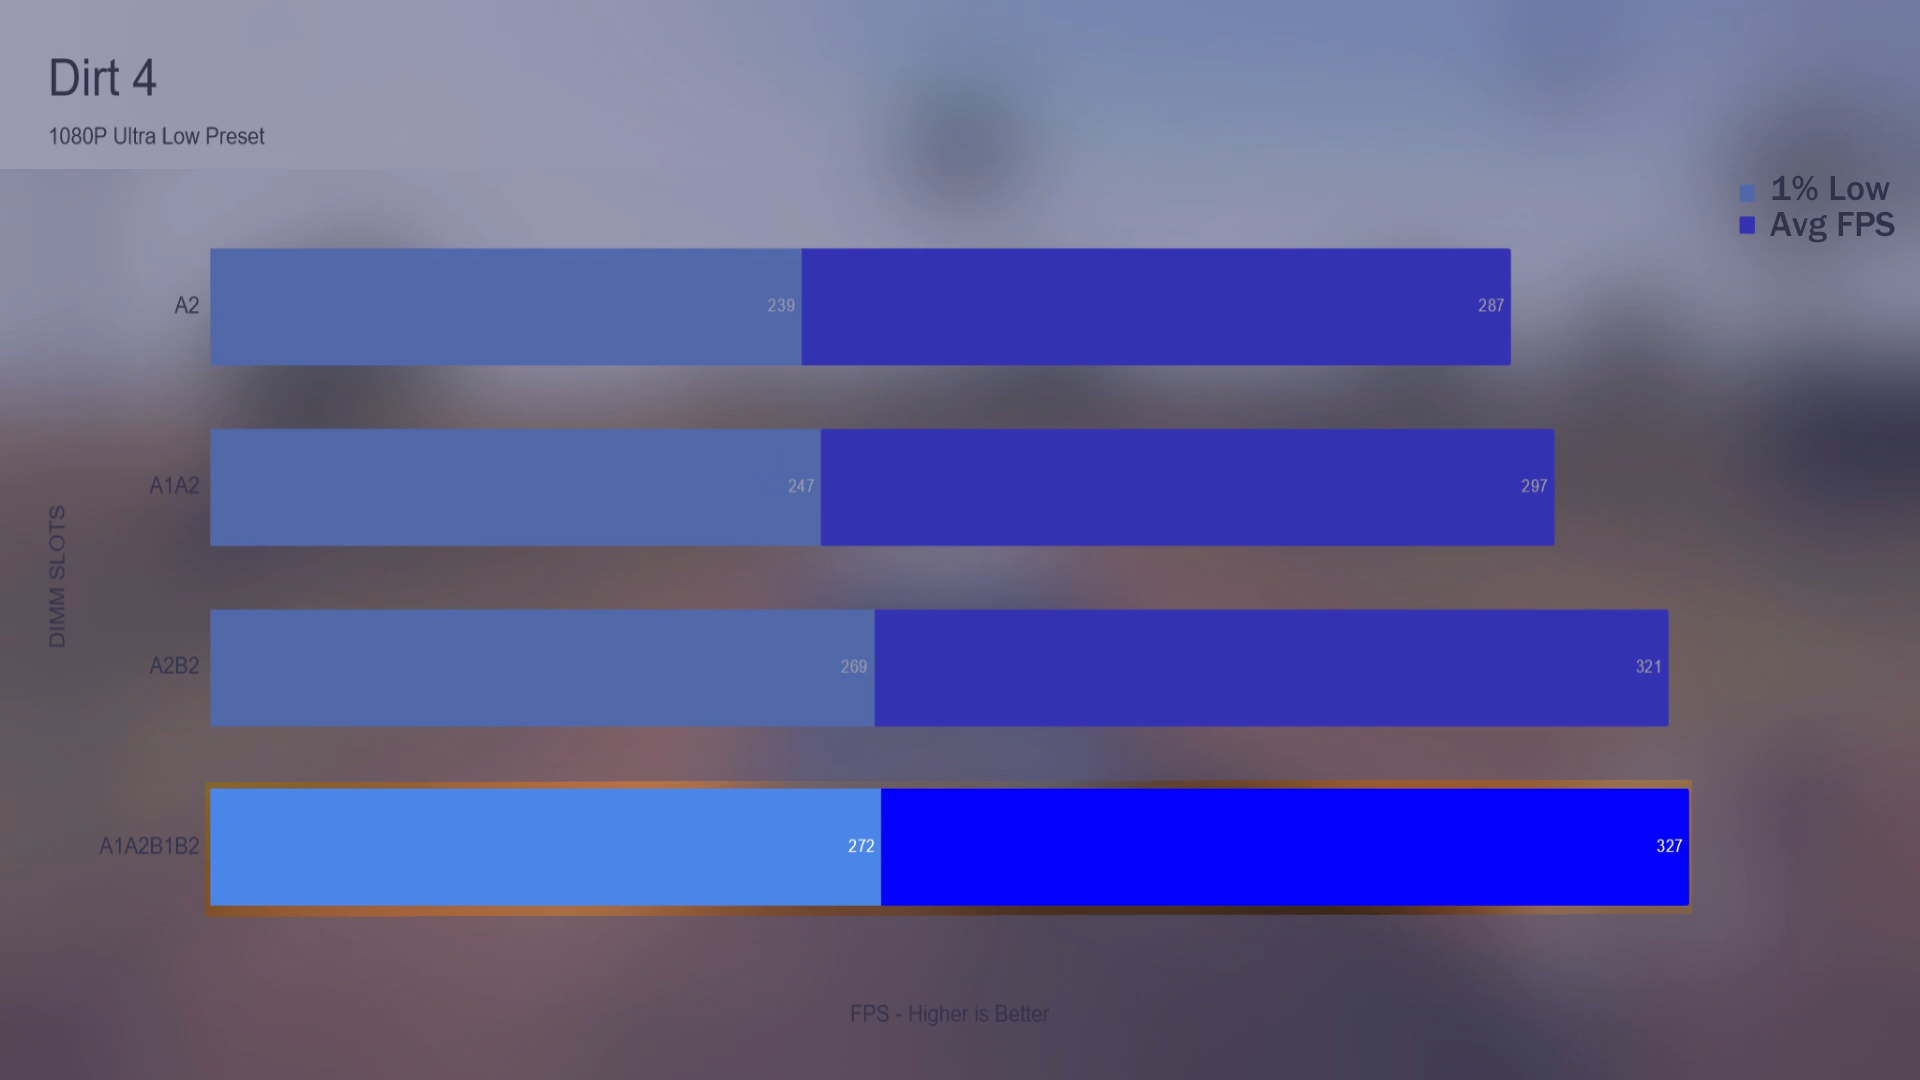 Dirt 4
1080P Ultra Low Preset
1% Low
Avg FPS
A2
239
287
A1A2
247
297
DIMM SLOTS
A2B2
269
321
A1A2B1B2
272
327
FPS - Higher is Better